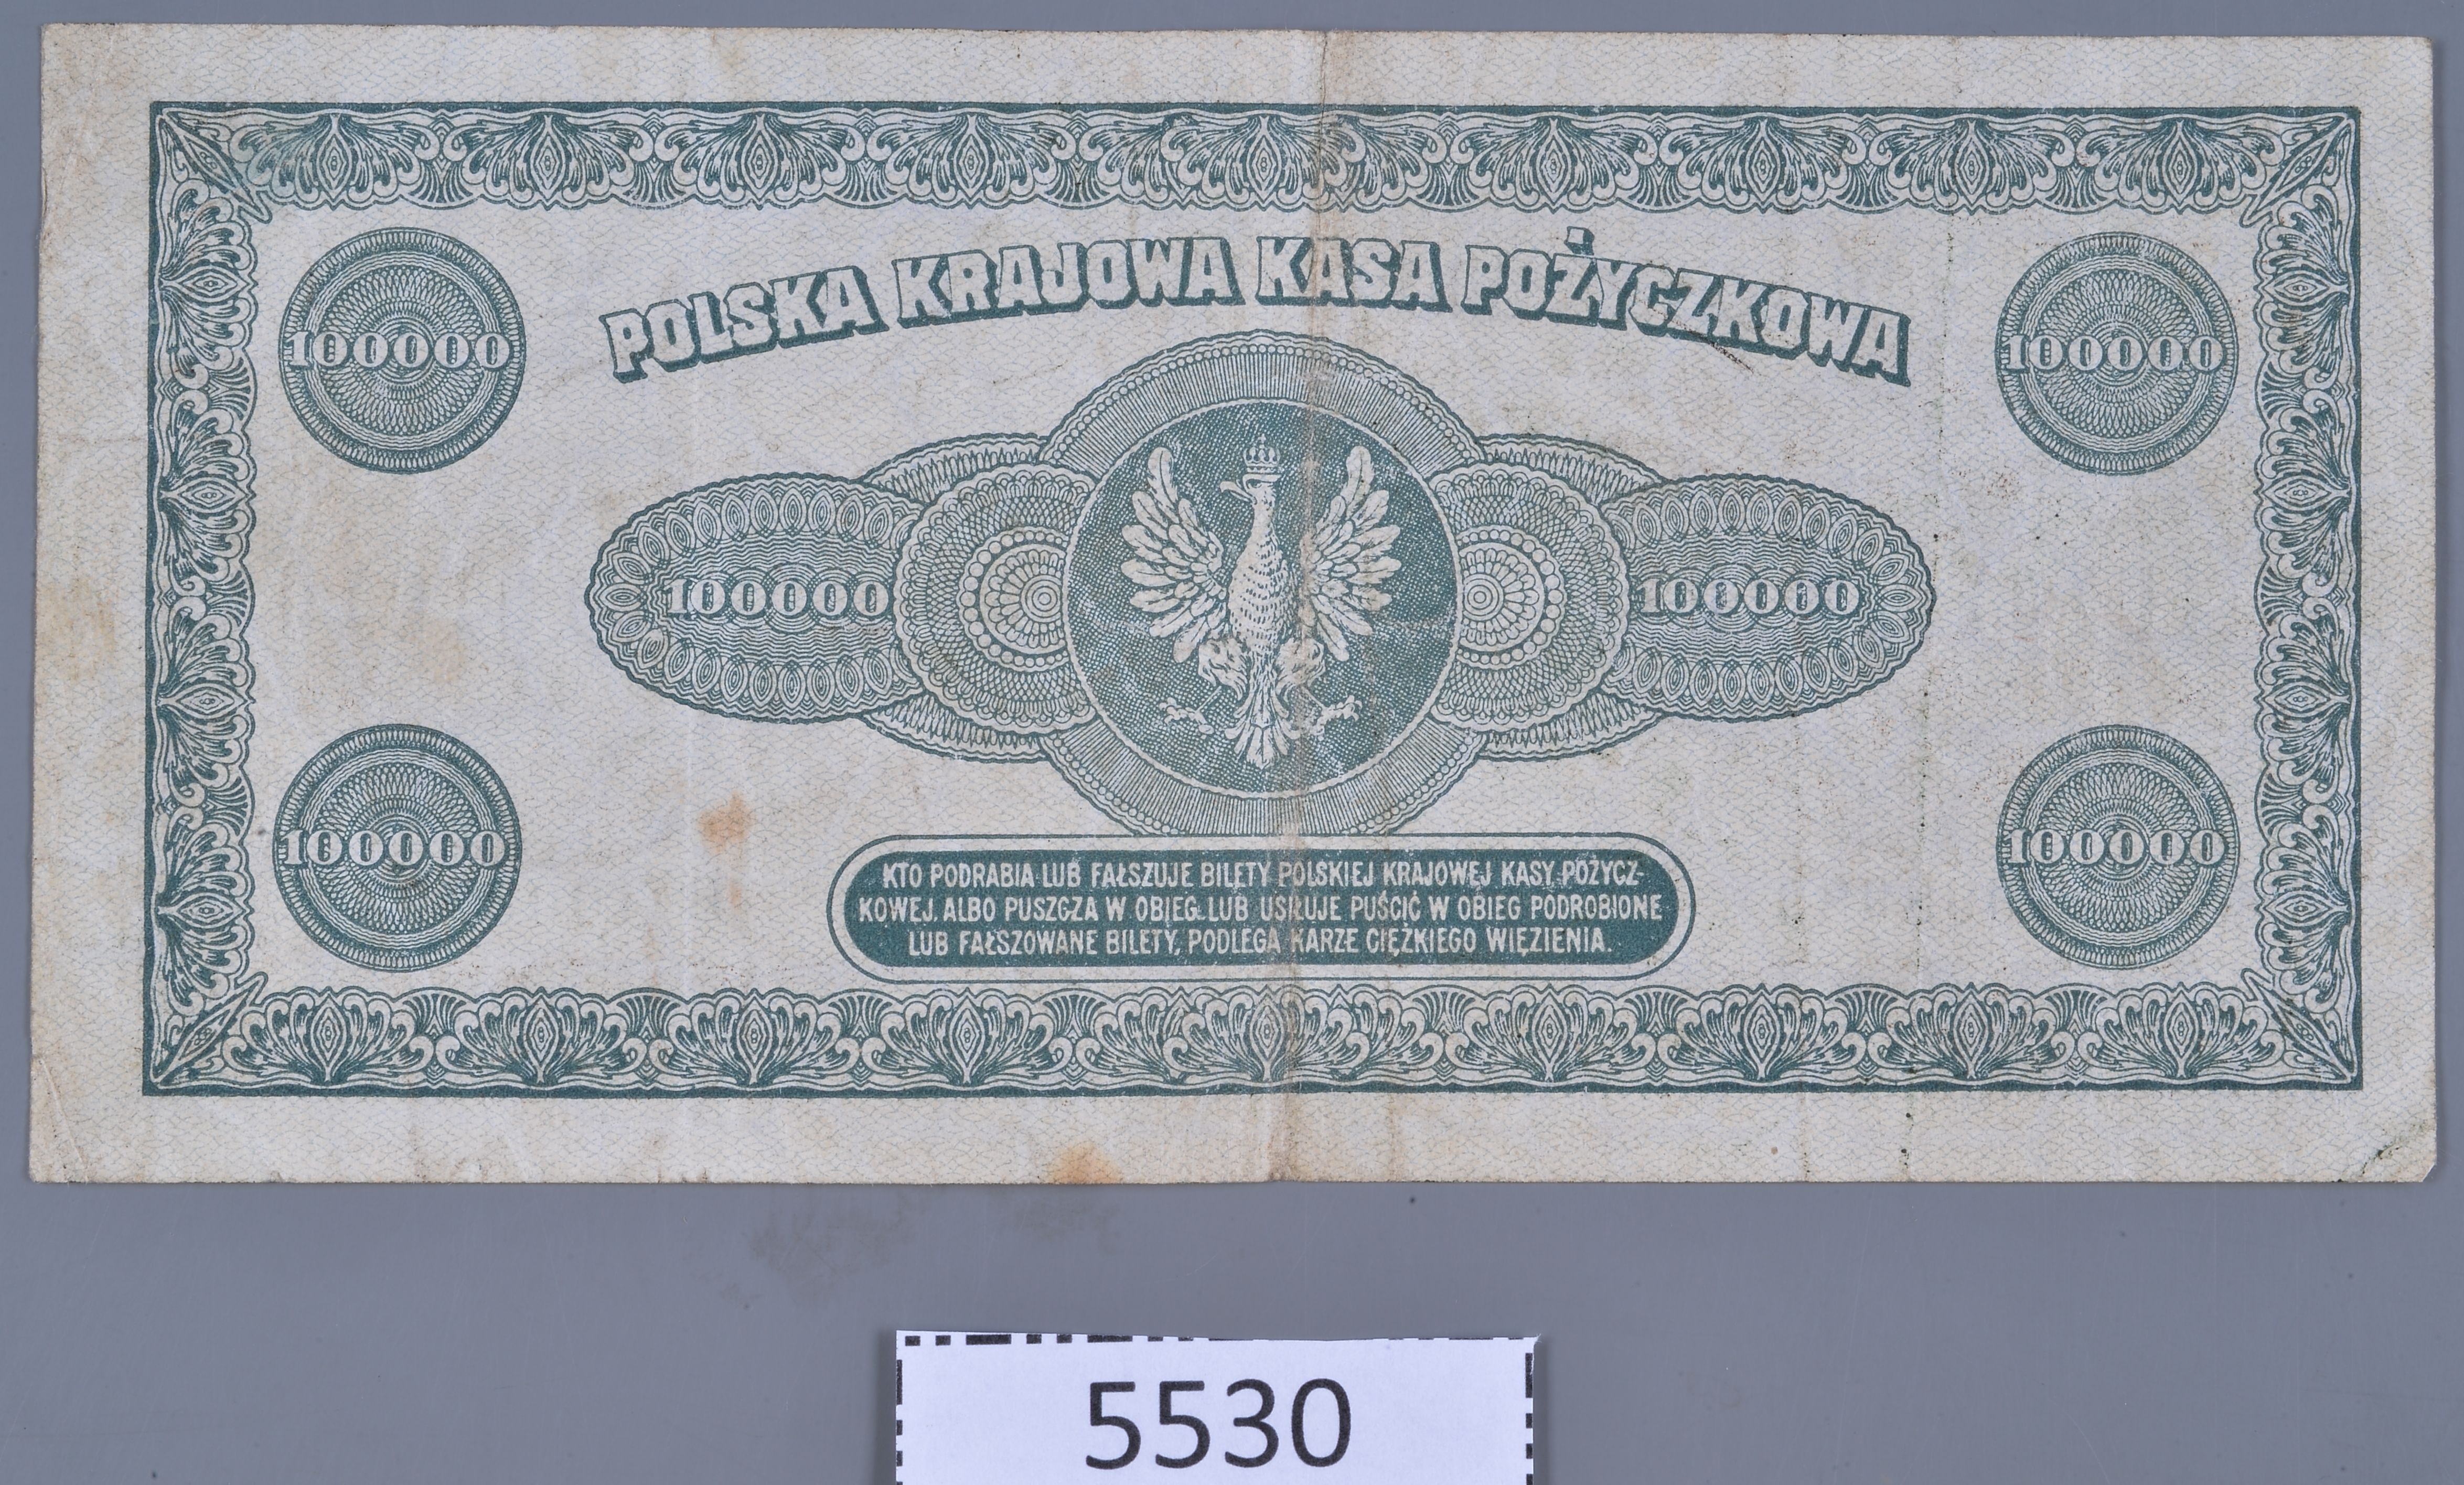 POLSKA KRAJOWA KASA POŻYCZKOWA
100000 100000
100000 100000
100000 100000
KTO PODRABIA LUB FAŁSZUJE BILETY POLSKIEJ KRAJOWEJ KASY POŻYCZ-
KOWEJ, ALBO PUSZCZA W OBIEG LUB USIŁUJE PUŚCIĆ W OBIEG PODROBIONE
LUB FAŁSZOWANE BILETY, PODLEGA KARZE CIĘŻKIEGO WIĘZIENIA.
5530